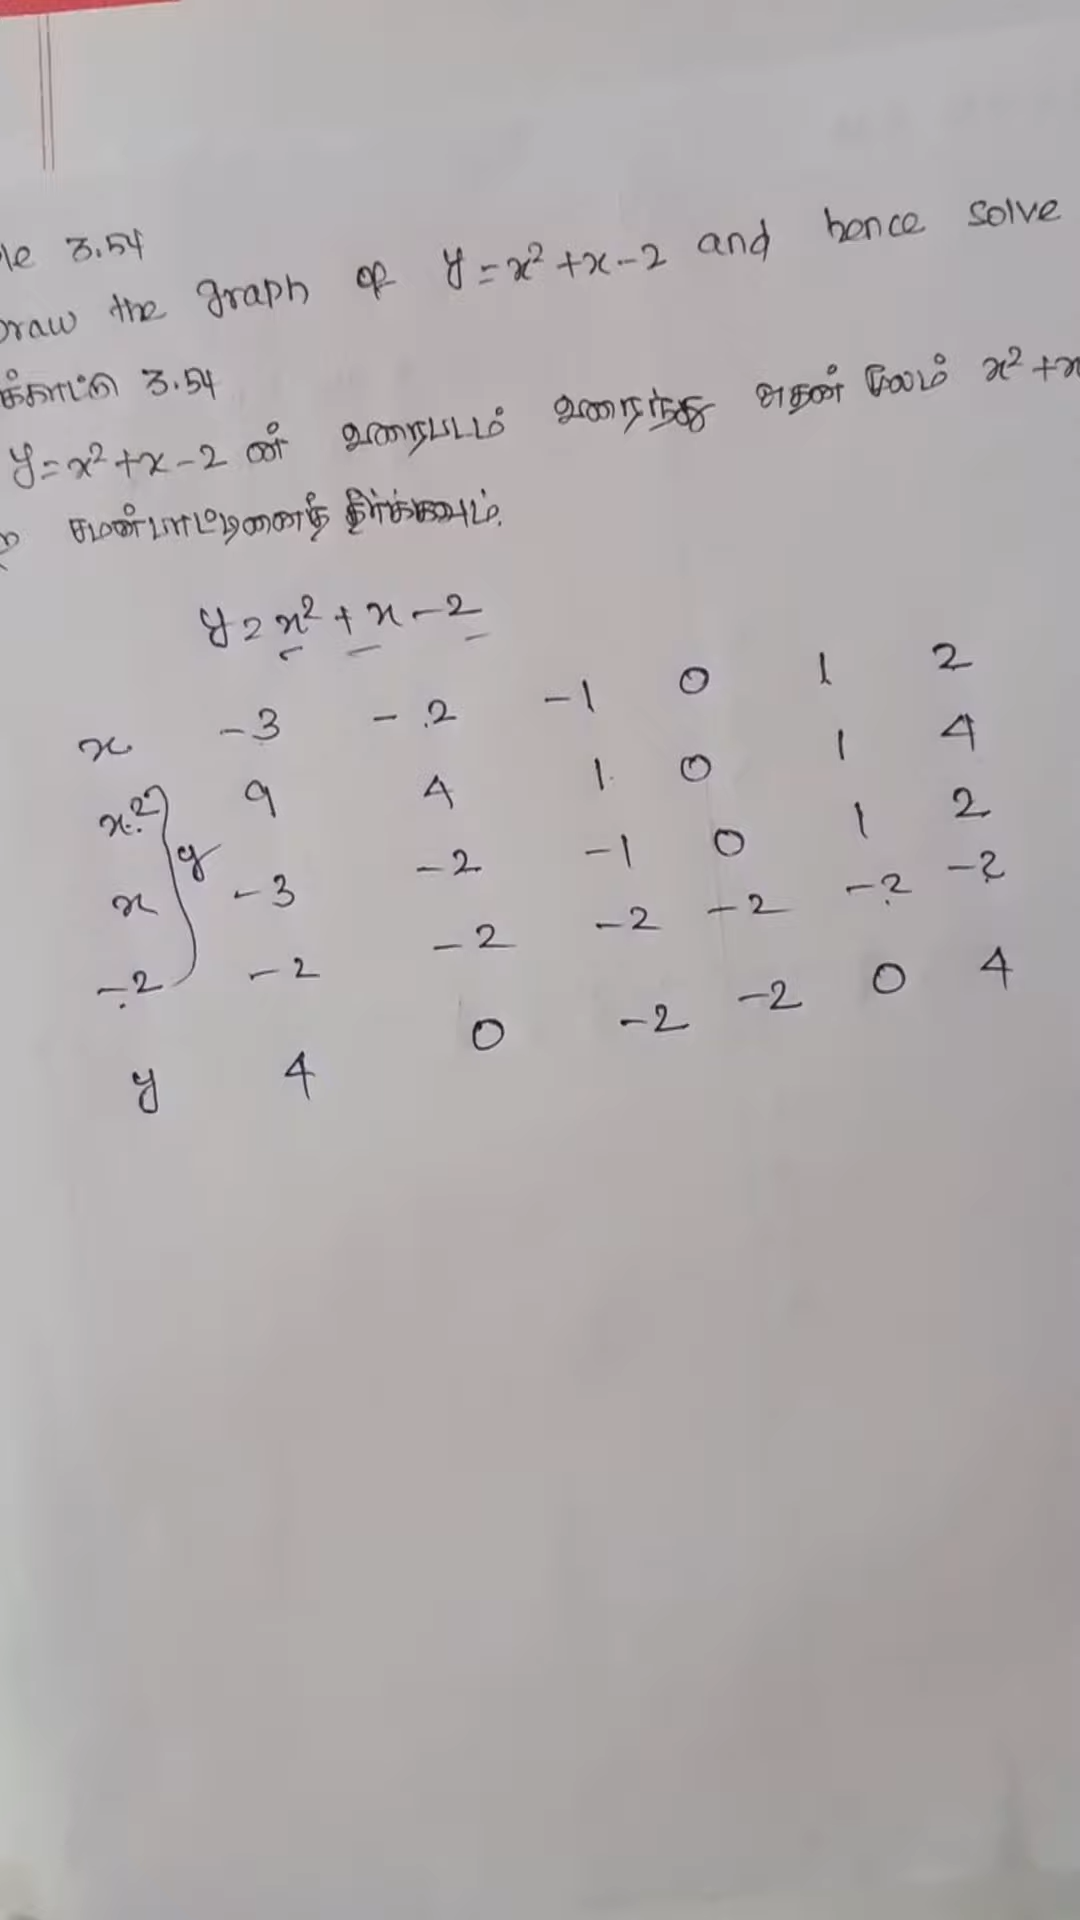 le 3.54
Draw the graph of y = x² + x - 2 and hence solve
க்காட்டு 3.54
y = x² + x - 2 ன் வரைபடம் வரைந்து அதன் மூலம் x² + x
சமன்பாட்டினைத் தீர்க்கவும்.
y = x² + x - 2
x -3 -2 -1 0 1 2
x² 9 4 1 0 1 4
y
x -3 -2 -1 0 1 2
-2 -2 -2 -2 -2 -2 -2
y 4 0 -2 -2 0 4